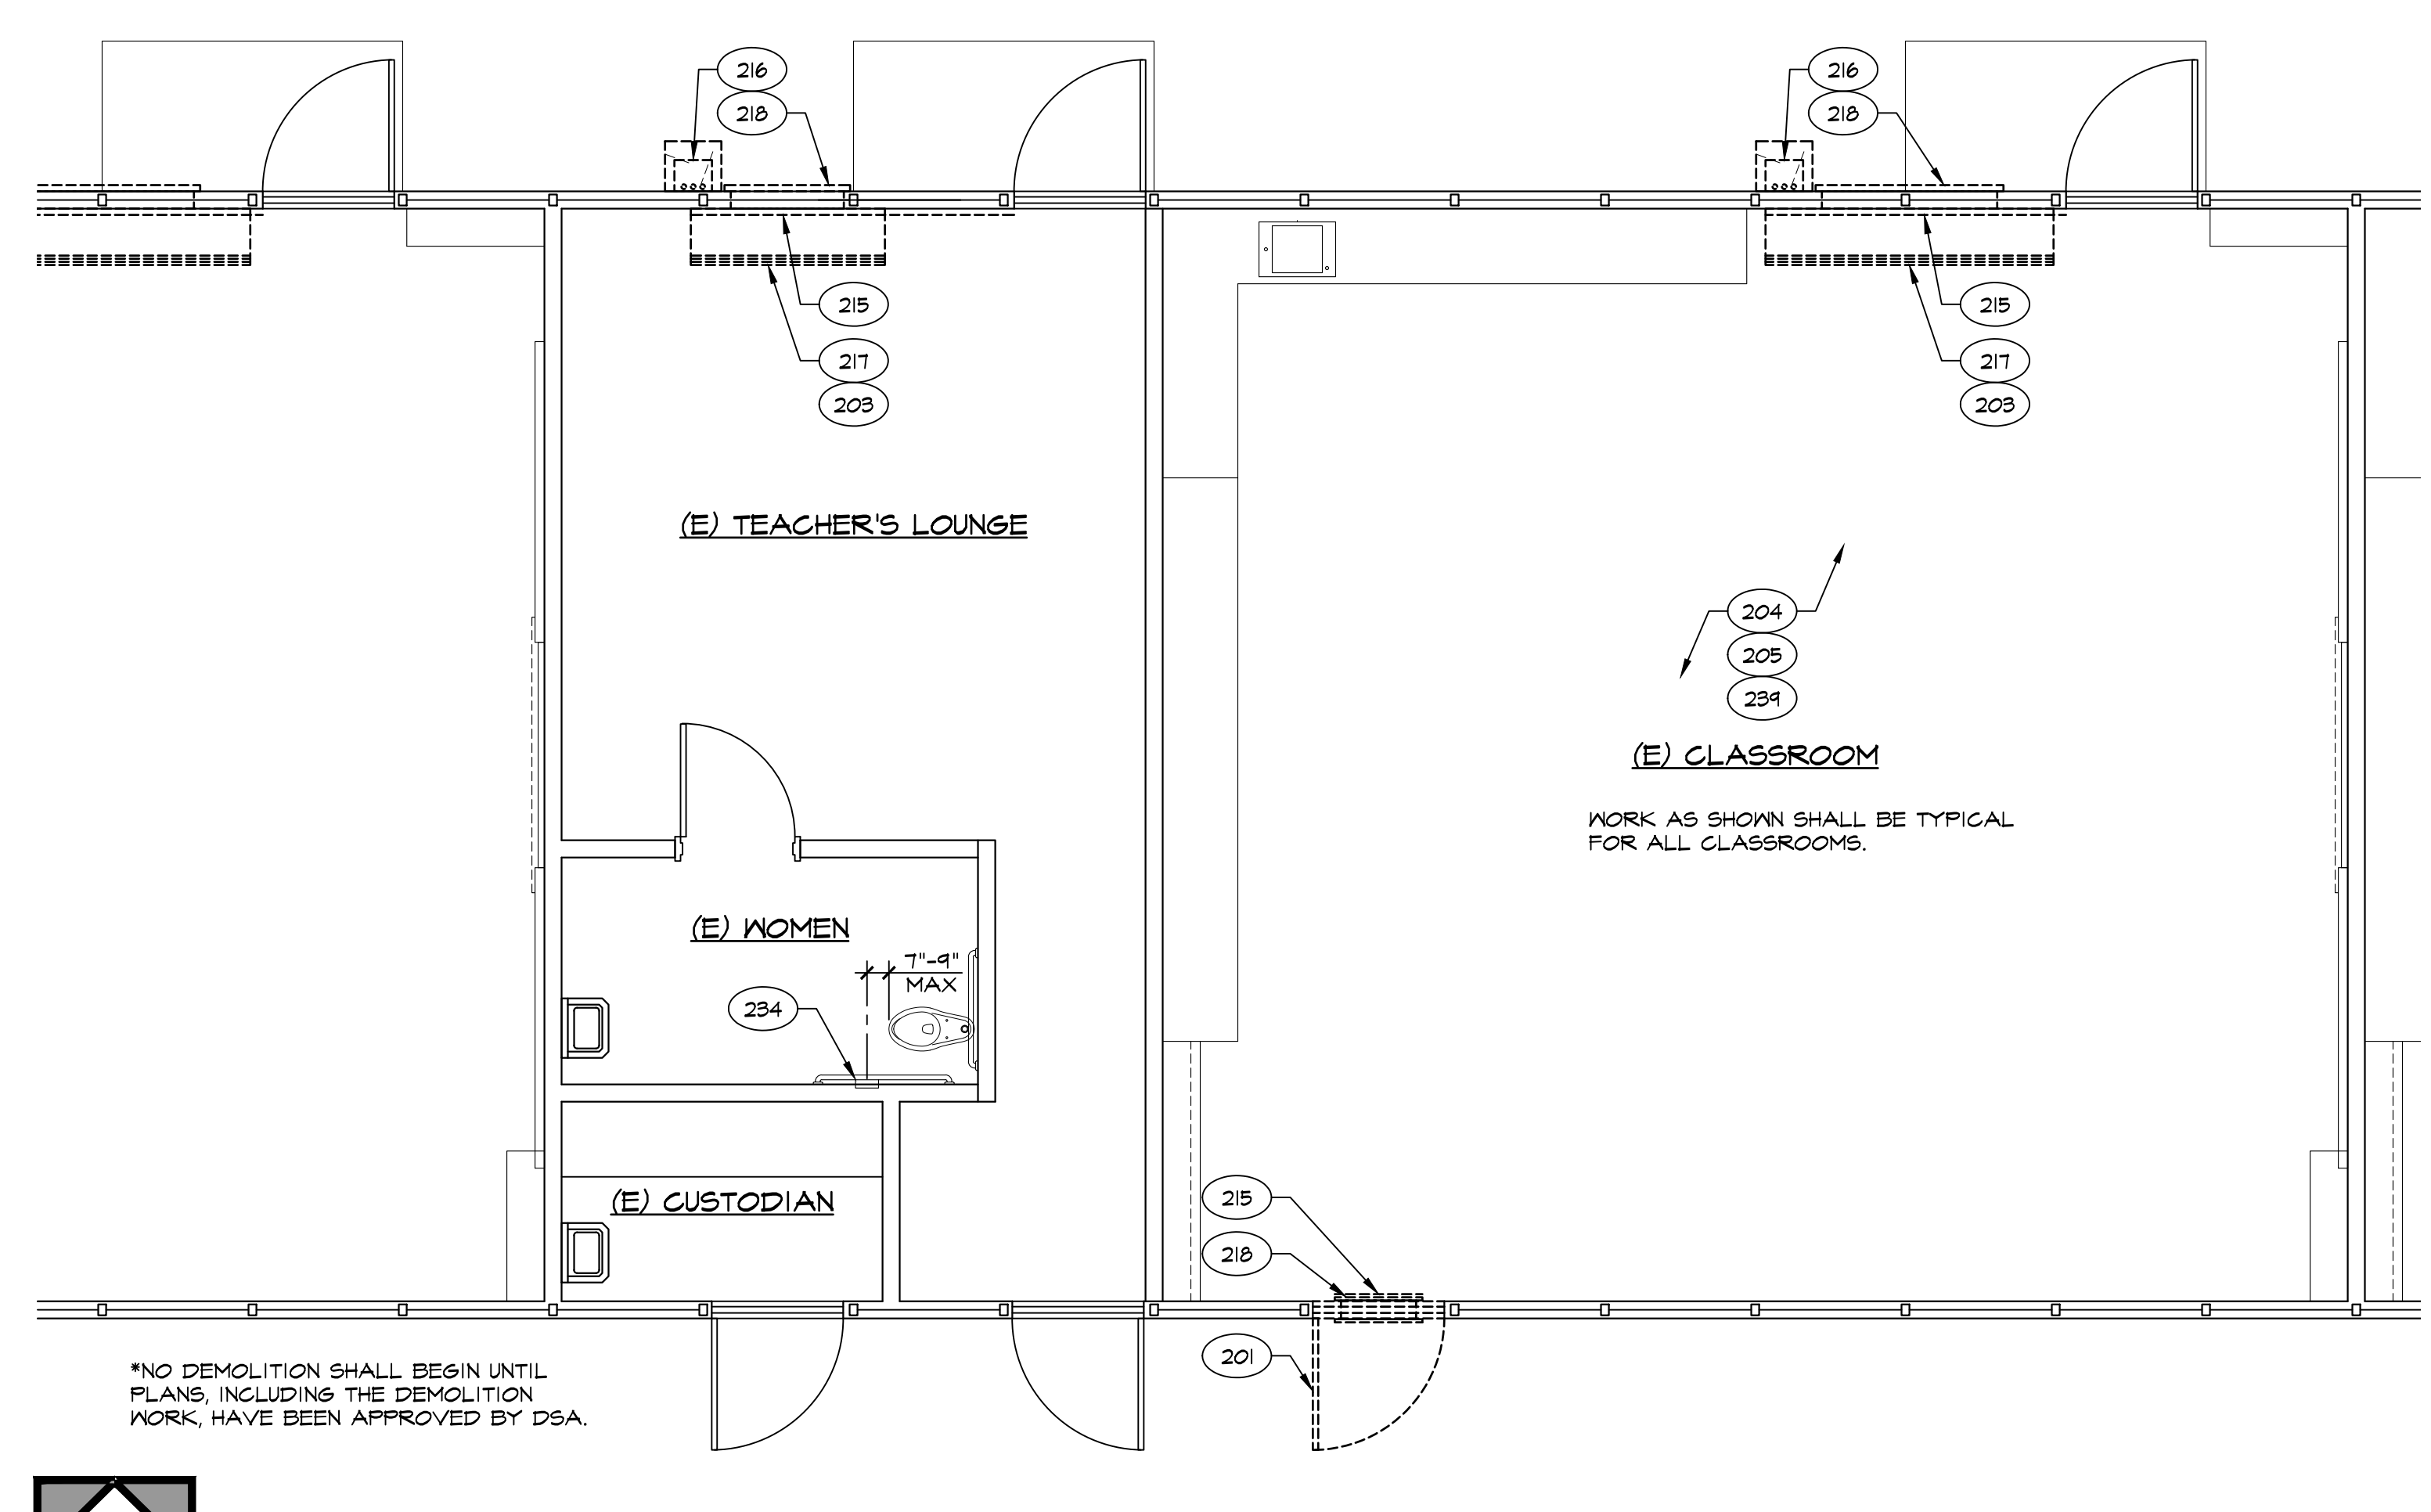 216
218
216
218
215
217
203
215
217
203
(E) TEACHER'S LOUNGE
204
205
239
(E) CLASSROOM
WORK AS SHOWN SHALL BE TYPICAL
FOR ALL CLASSROOMS.
(E) WOMEN
7"-9"
MAX
234
(E) CUSTODIAN
215
218
201
*NO DEMOLITION SHALL BEGIN UNTIL
PLANS, INCLUDING THE DEMOLITION
WORK, HAVE BEEN APPROVED BY DSA.